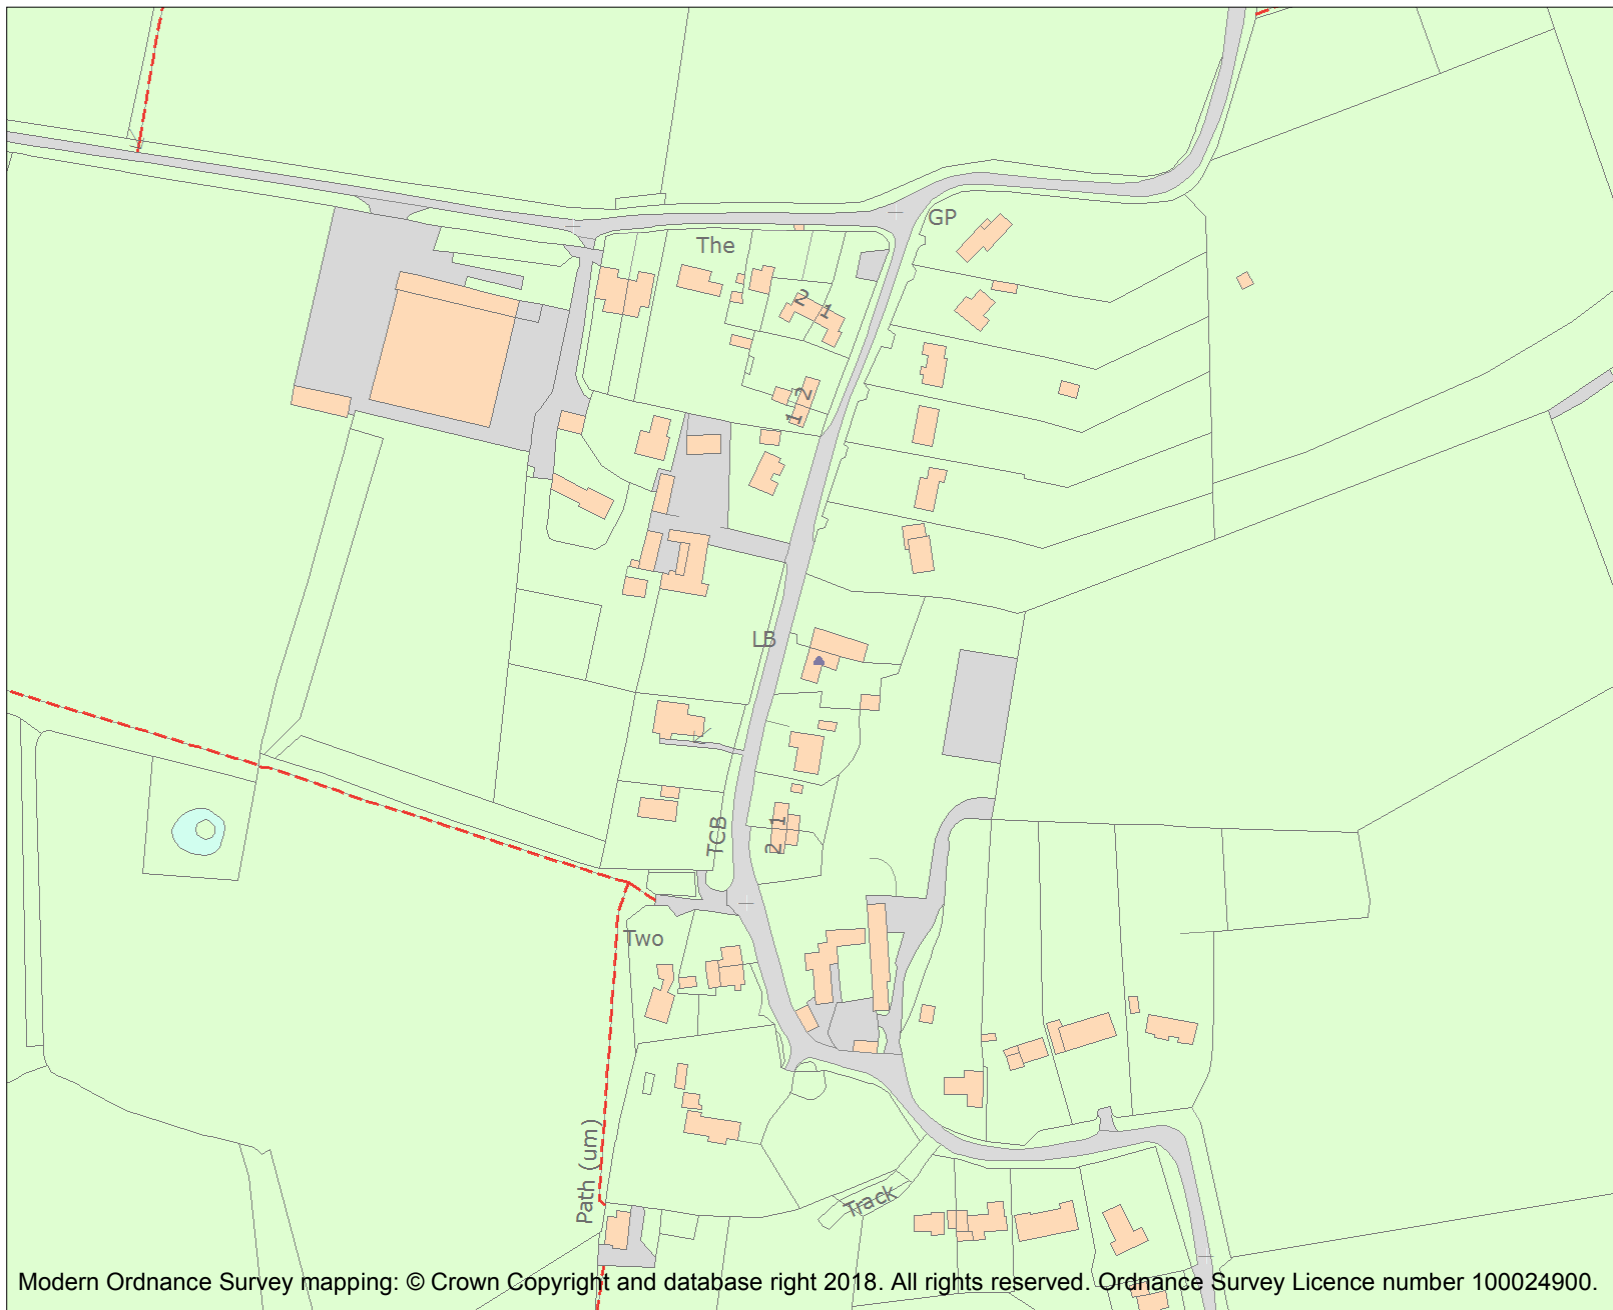 GP
The
2
1
2
1
LB
TCB
1
2
Two
Path (um)
Track
Modern Ordnance Survey mapping: © Crown Copyright and database right 2018. All rights reserved. Ordnance Survey Licence number 100024900.